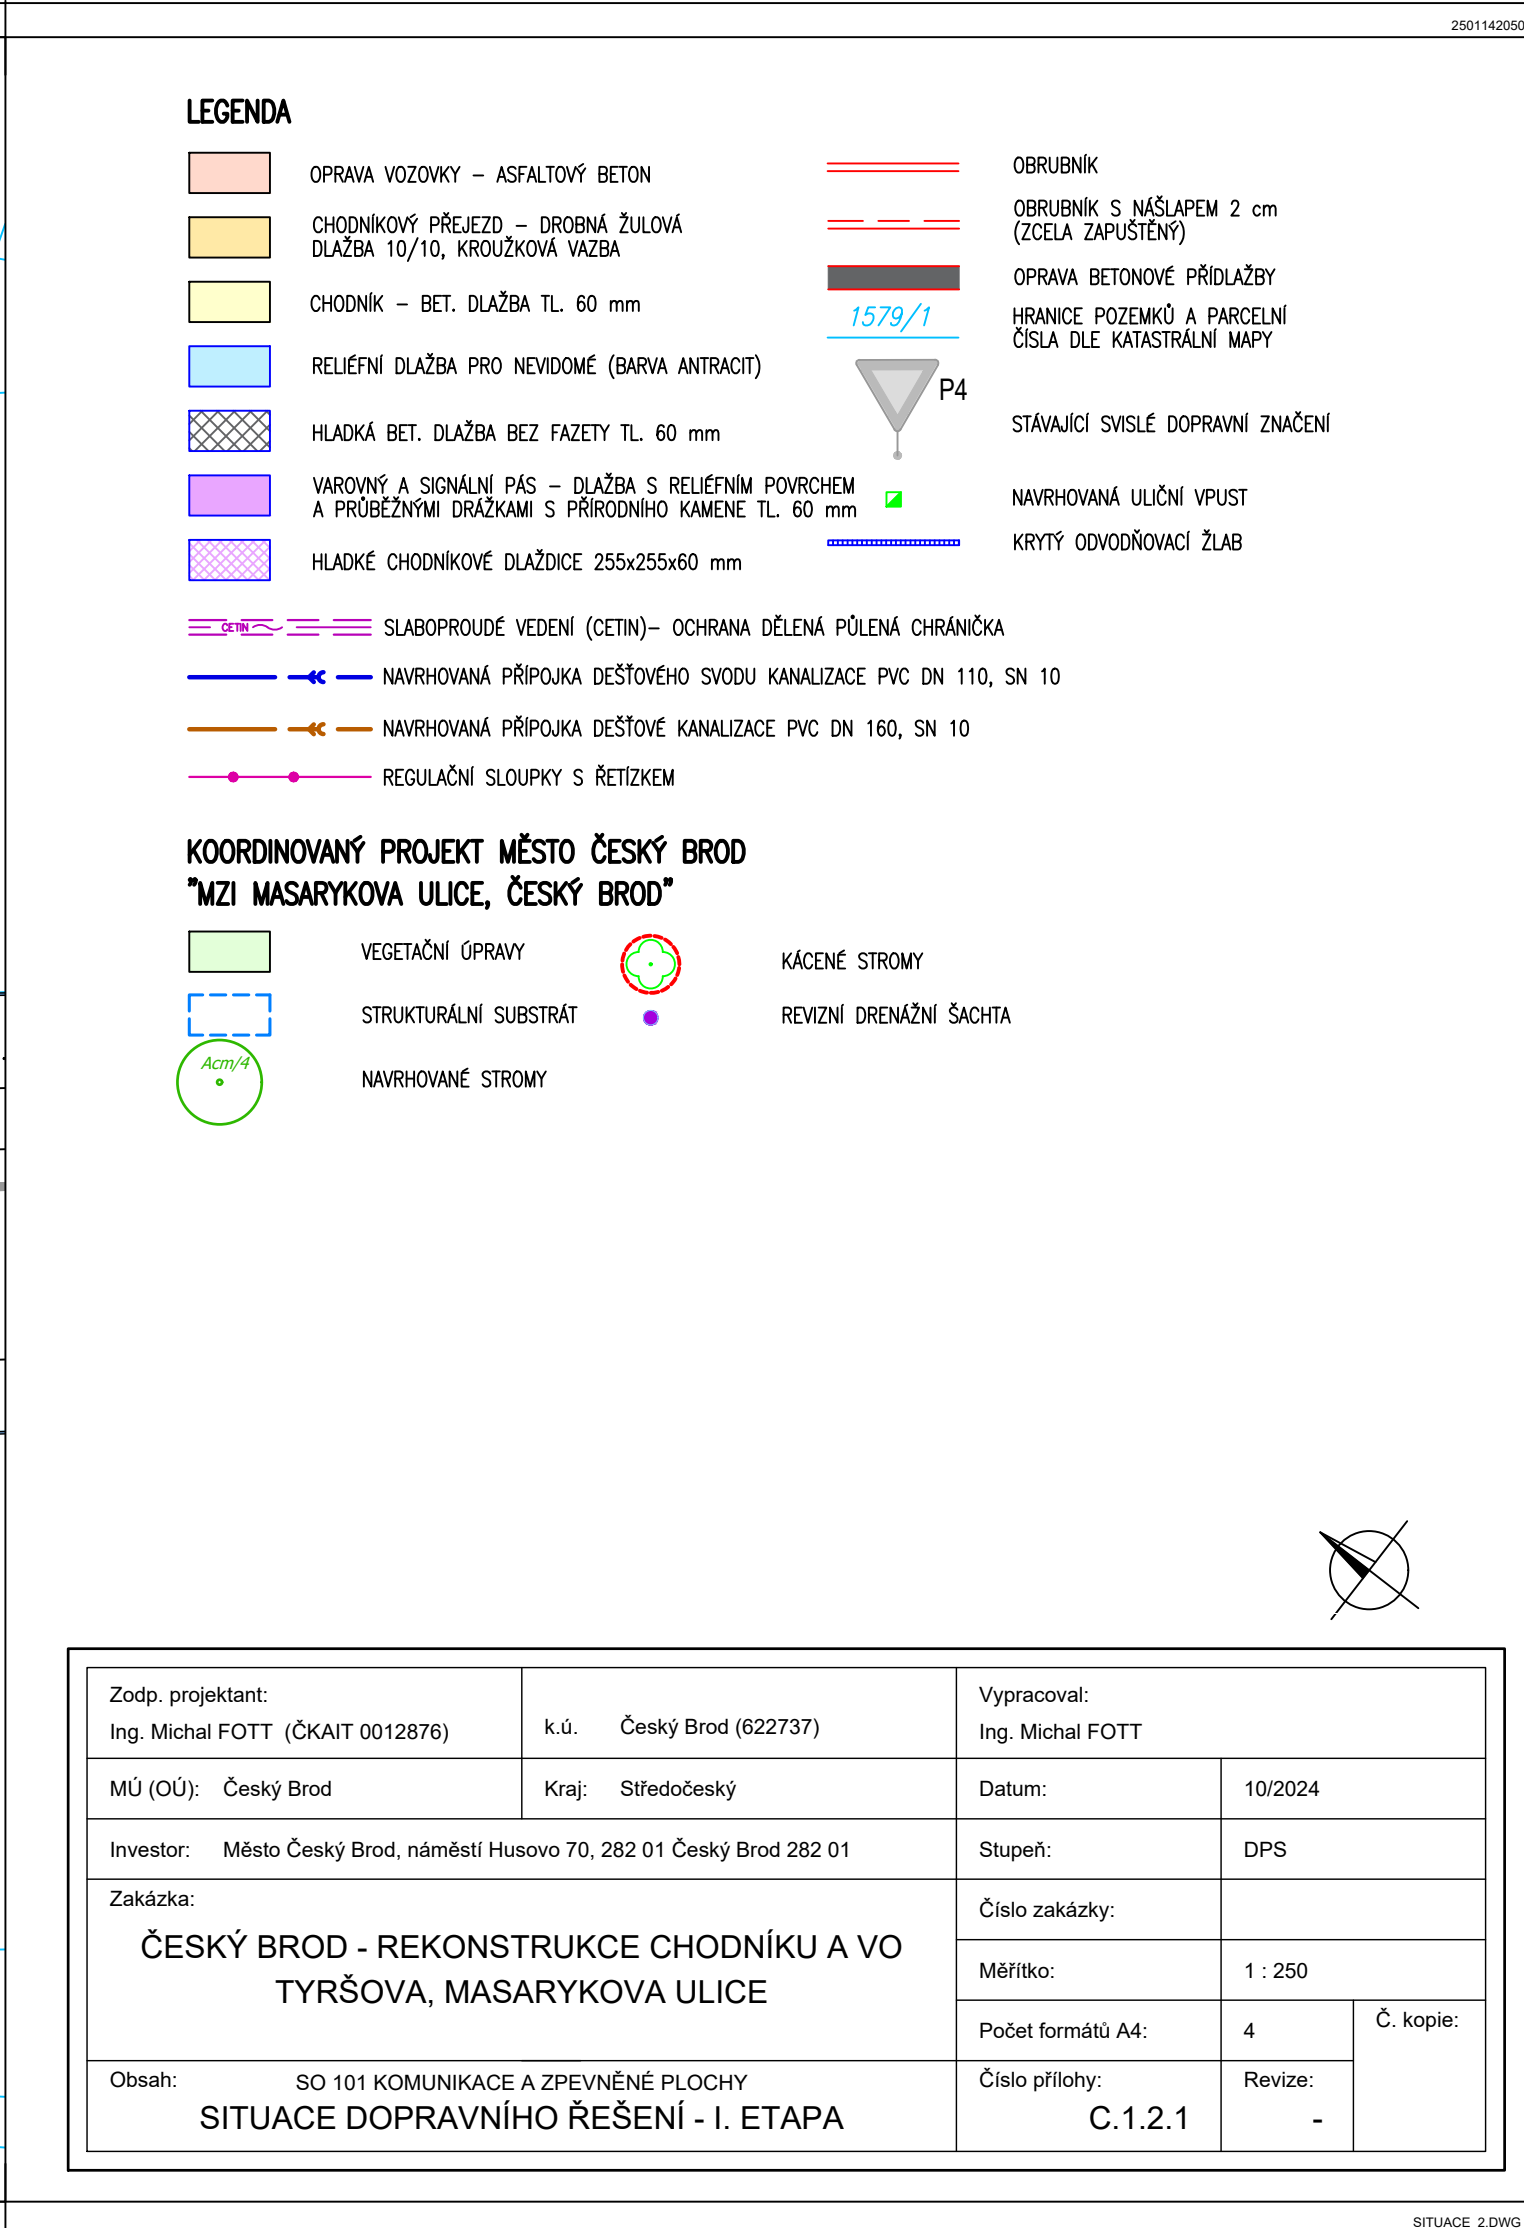 2501142050
LEGENDA
OPRAVA VOZOVKY – ASFALTOVÝ BETON
CHODNÍKOVÝ PŘEJEZD – DROBNÁ ŽULOVÁ
DLAŽBA 10/10, KROUŽKOVÁ VAZBA
CHODNÍK – BET. DLAŽBA TL. 60 mm
RELIÉFNÍ DLAŽBA PRO NEVIDOMÉ (BARVA ANTRACIT)
HLADKÁ BET. DLAŽBA BEZ FAZETY TL. 60 mm
VAROVNÝ A SIGNÁLNÍ PÁS – DLAŽBA S RELIÉFNÍM POVRCHEM
A PRŮBĚŽNÝMI DRÁŽKAMI S PŘÍRODNÍHO KAMENE TL. 60 mm
HLADKÉ CHODNÍKOVÉ DLAŽDICE 255x255x60 mm
OBRUBNÍK
OBRUBNÍK S NÁŠLAPEM 2 cm
(ZCELA ZAPUŠTĚNÝ)
OPRAVA BETONOVÉ PŘÍDLAŽBY
1579/1
HRANICE POZEMKŮ A PARCELNÍ
ČÍSLA DLE KATASTRÁLNÍ MAPY
P4
STÁVAJÍCÍ SVISLÉ DOPRAVNÍ ZNAČENÍ
NAVRHOVANÁ ULIČNÍ VPUST
KRYTÝ ODVODŇOVACÍ ŽLAB
CETIN
SLABOPROUDÉ VEDENÍ (CETIN)– OCHRANA DĚLENÁ PŮLENÁ CHRÁNIČKA
NAVRHOVANÁ PŘÍPOJKA DEŠŤOVÉHO SVODU KANALIZACE PVC DN 110, SN 10
NAVRHOVANÁ PŘÍPOJKA DEŠŤOVÉ KANALIZACE PVC DN 160, SN 10
REGULAČNÍ SLOUPKY S ŘETÍZKEM
KOORDINOVANÝ PROJEKT MĚSTO ČESKÝ BROD
"MZI MASARYKOVA ULICE, ČESKÝ BROD"
VEGETAČNÍ ÚPRAVY
STRUKTURÁLNÍ SUBSTRÁT
Acm/4
NAVRHOVANÉ STROMY
KÁCENÉ STROMY
REVIZNÍ DRENÁŽNÍ ŠACHTA
Zodp. projektant:
Ing. Michal FOTT (ČKAIT 0012876)
k.ú. Český Brod (622737)
Vypracoval:
Ing. Michal FOTT
MÚ (OÚ): Český Brod
Kraj: Středočeský
Datum: 10/2024
Investor: Město Český Brod, náměstí Husovo 70, 282 01 Český Brod 282 01
Stupeň: DPS
Zakázka:
ČESKÝ BROD - REKONSTRUKCE CHODNÍKU A VO
TYRŠOVA, MASARYKOVA ULICE
Číslo zakázky:
Měřítko: 1 : 250
Počet formátů A4: 4
Č. kopie:
Obsah: SO 101 KOMUNIKACE A ZPEVNĚNÉ PLOCHY
SITUACE DOPRAVNÍHO ŘEŠENÍ - I. ETAPA
Číslo přílohy:
C.1.2.1
Revize:
-
SITUACE_2.DWG